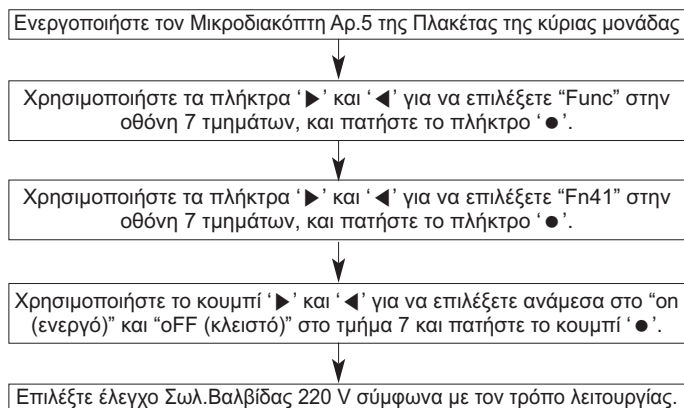 Ενεργοποιήστε τον Μικροδιακόπτη Αρ.5 της Πλακέτας της κύριας μονάδας
Χρησιμοποιήστε τα πλήκτρα ‘▶’ και ‘◀’ για να επιλέξετε “Func” στην
οθόνη 7 τμημάτων, και πατήστε το πλήκτρο ‘●’.
Χρησιμοποιήστε τα πλήκτρα ‘▶’ και ‘◀’ για να επιλέξετε “Fn41” στην
οθόνη 7 τμημάτων, και πατήστε το πλήκτρο ‘●’.
Χρησιμοποιήστε το κουμπί ‘▶’ και ‘◀’ για να επιλέξετε ανάμεσα στο “on
(ενεργό)” και “oFF (κλειστό)” στο τμήμα 7 και πατήστε το κουμπί ‘●’.
Επιλέξτε έλεγχο Σωλ.Βαλβίδας 220 V σύμφωνα με τον τρόπο λειτουργίας.